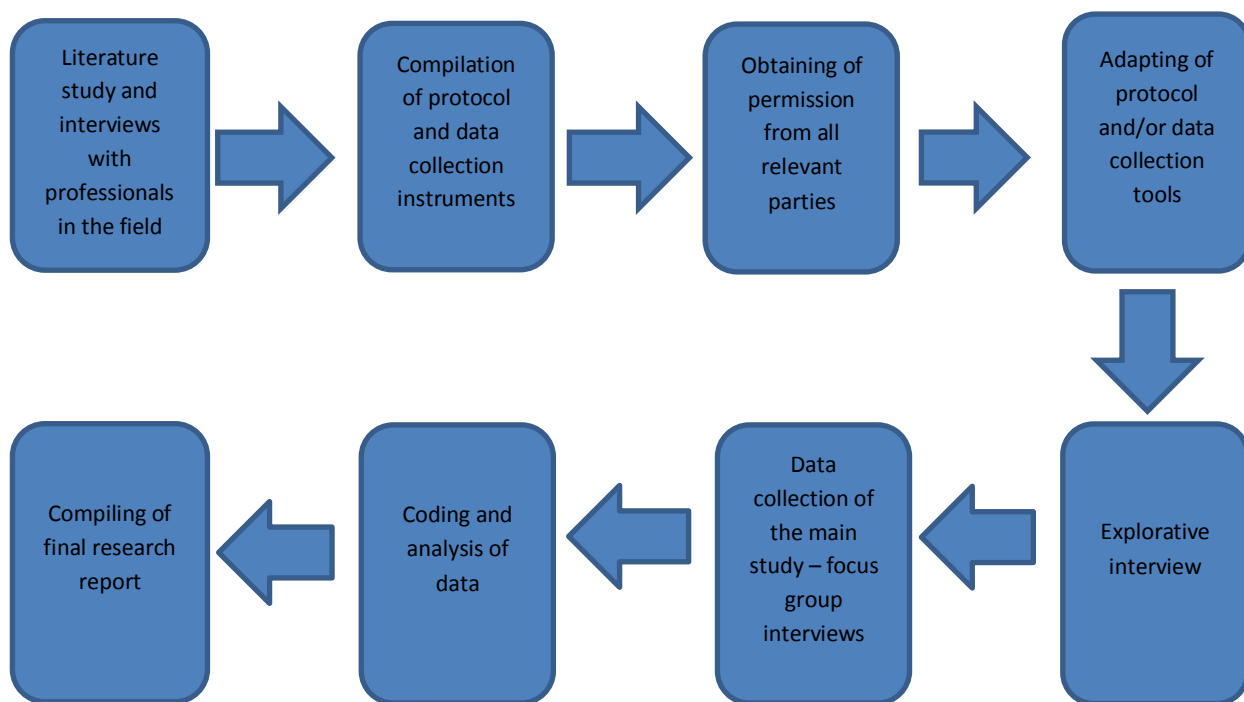 Literature
study and
interviews
with
professionals
in the field
Compilation
of protocol
and data
collection
instruments
Obtaining of
permission
from all
relevant
parties
Adapting of
protocol
and/or data
collection
tools
Explorative
interview
Data
collection of
the main
study – focus
group
interviews
Coding and
analysis of
data
Compiling of
final research
report